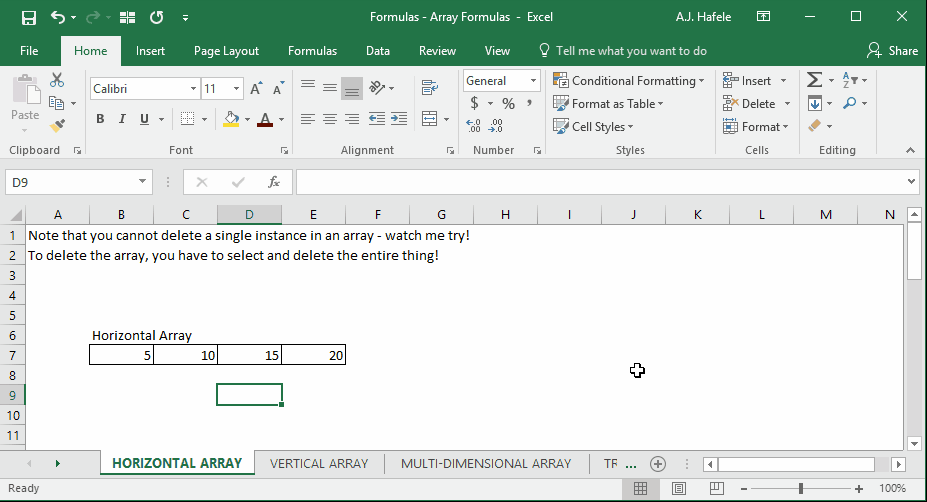 Formulas - Array Formulas - Excel
A.J. Hafele
File Home Insert Page Layout Formulas Data Review View Tell me what you want to do Share
Paste
Clipboard
Calibri 11
B I U A
Font
Alignment
General
$ % ,
Number
Conditional Formatting
Format as Table
Cell Styles
Styles
Insert
Delete
Format
Cells
Editing
D9 fx
A B C D E F G H I J K L M N
1 Note that you cannot delete a single instance in an array - watch me try!
2 To delete the array, you have to select and delete the entire thing!
3
4
5
6 Horizontal Array
7 5 10 15 20
8
9
10
11
HORIZONTAL ARRAY VERTICAL ARRAY MULTI-DIMENSIONAL ARRAY TR ...
Ready 100%